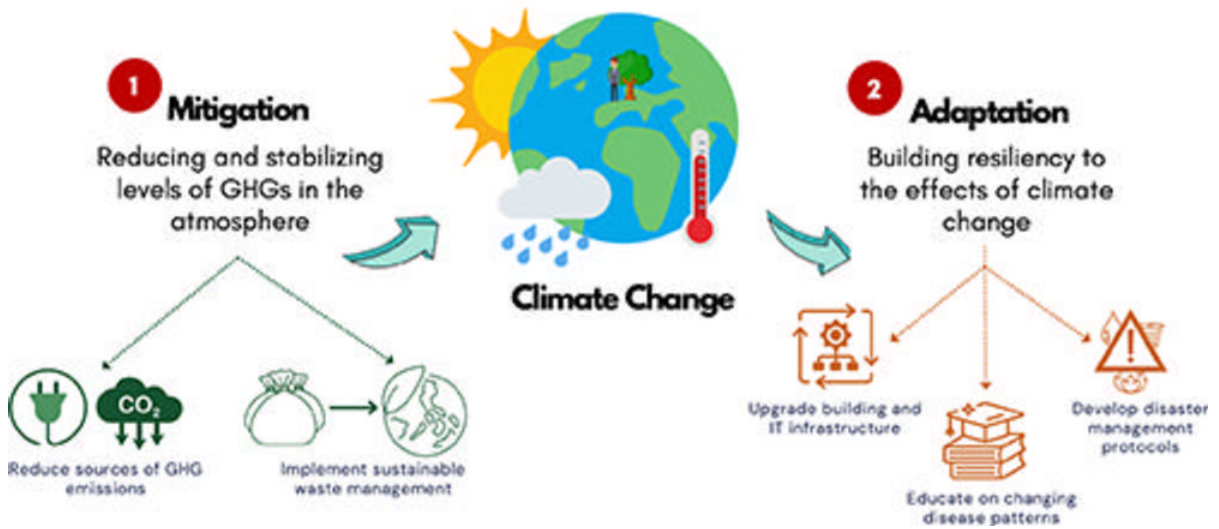 1
Mitigation
Reducing and stabilizing
levels of GHGs in the
atmosphere
CO₂
Reduce sources of GHG
emissions
Implement sustainable
waste management
Climate Change
2
Adaptation
Building resiliency to
the effects of climate
change
Upgrade building and
IT infrastructure
Educate on changing
disease patterns
Develop disaster
management
protocols